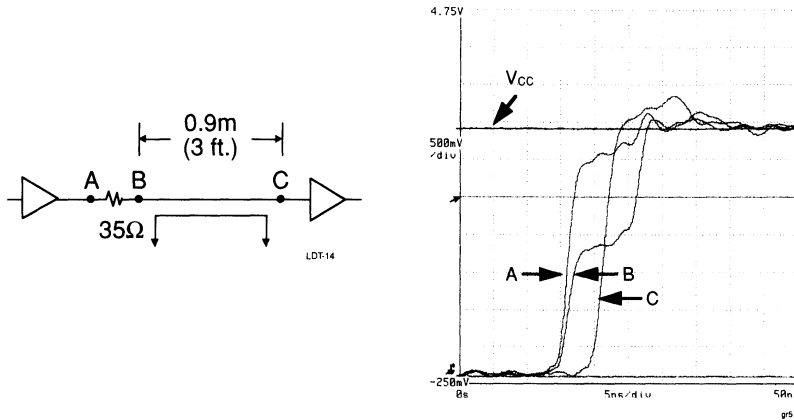 0.9m
(3 ft.)
A
B
C
35Ω
LDT-14
4.75V
VCC
500mV
/div
A
B
C
-250mV
0s
5ns/div
50n
gr5